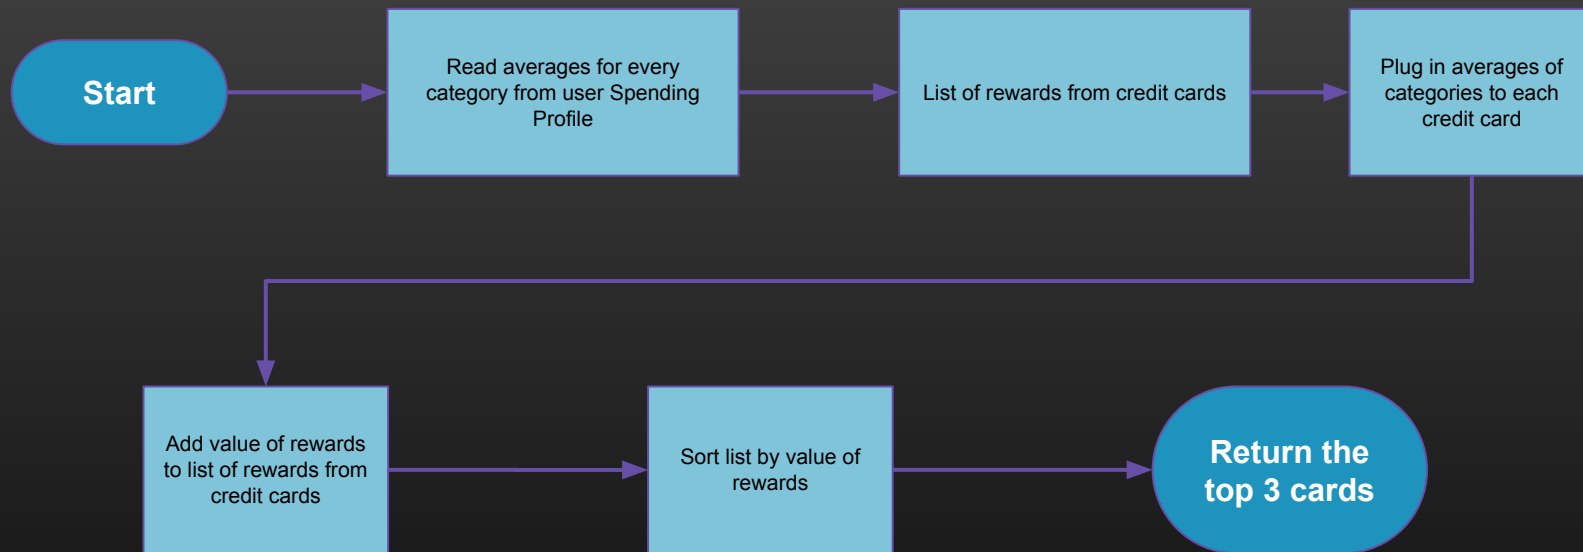 Start
Read averages for every
category from user Spending
Profile
List of rewards from credit cards
Plug in averages of
categories to each
credit card
Add value of rewards
to list of rewards from
credit cards
Sort list by value of
rewards
Return the
top 3 cards